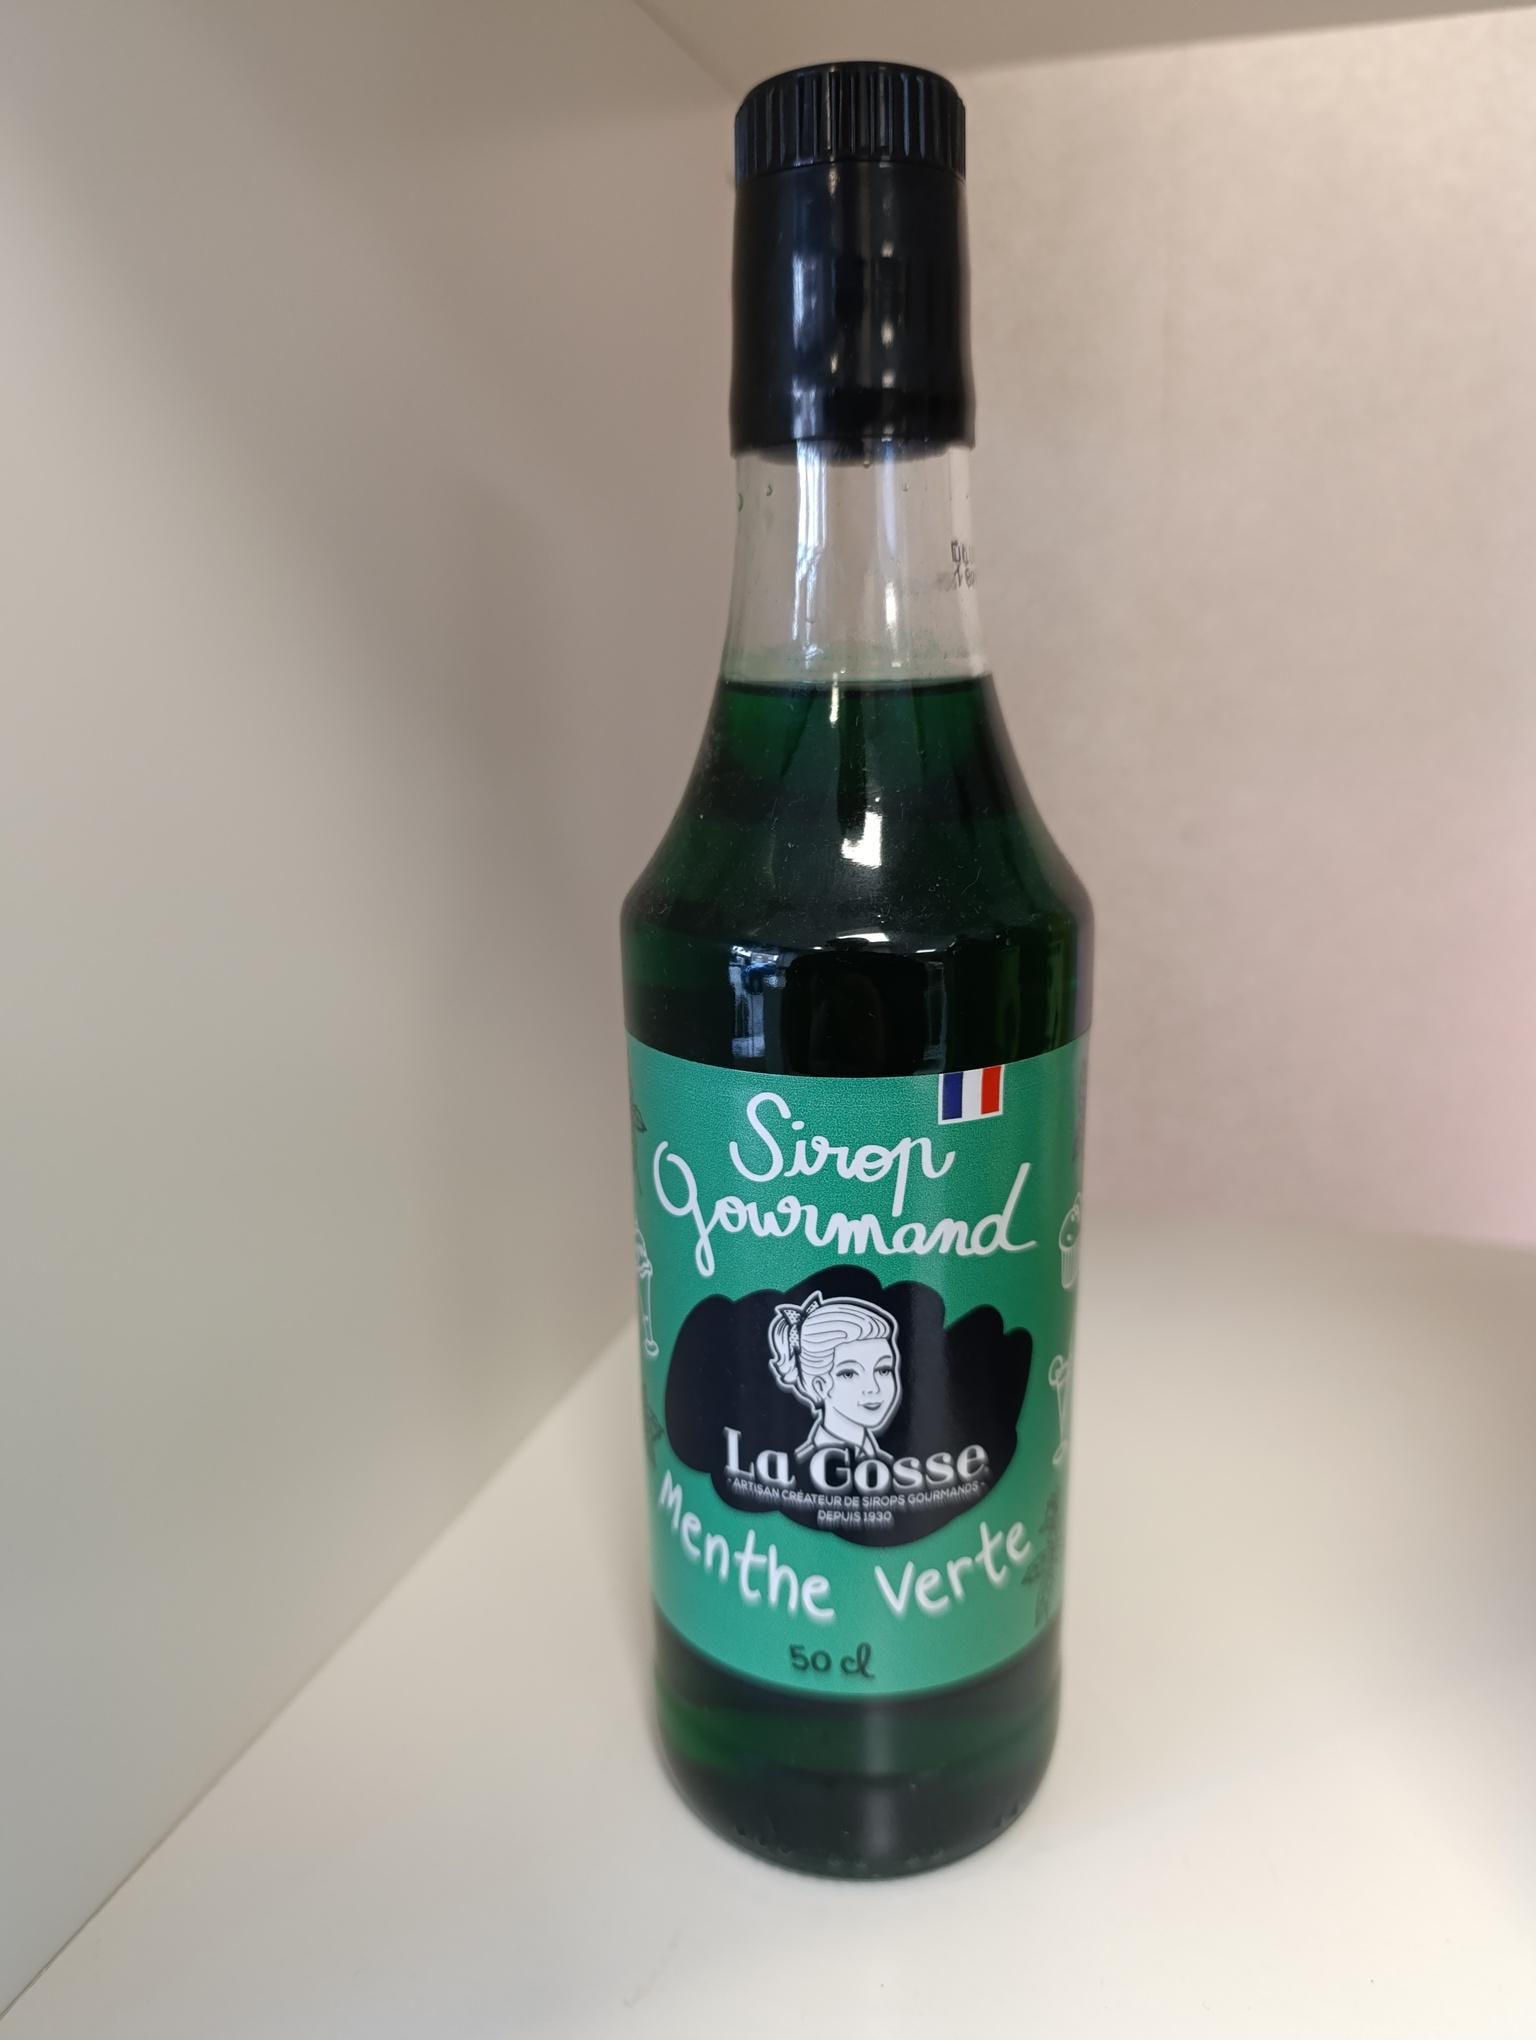 Sirop
Gourmand
La Gosse
- ARTISAN CRÉATEUR DE SIROPS GOURMANDS -
DEPUIS 1930
Menthe Verte
50 cl